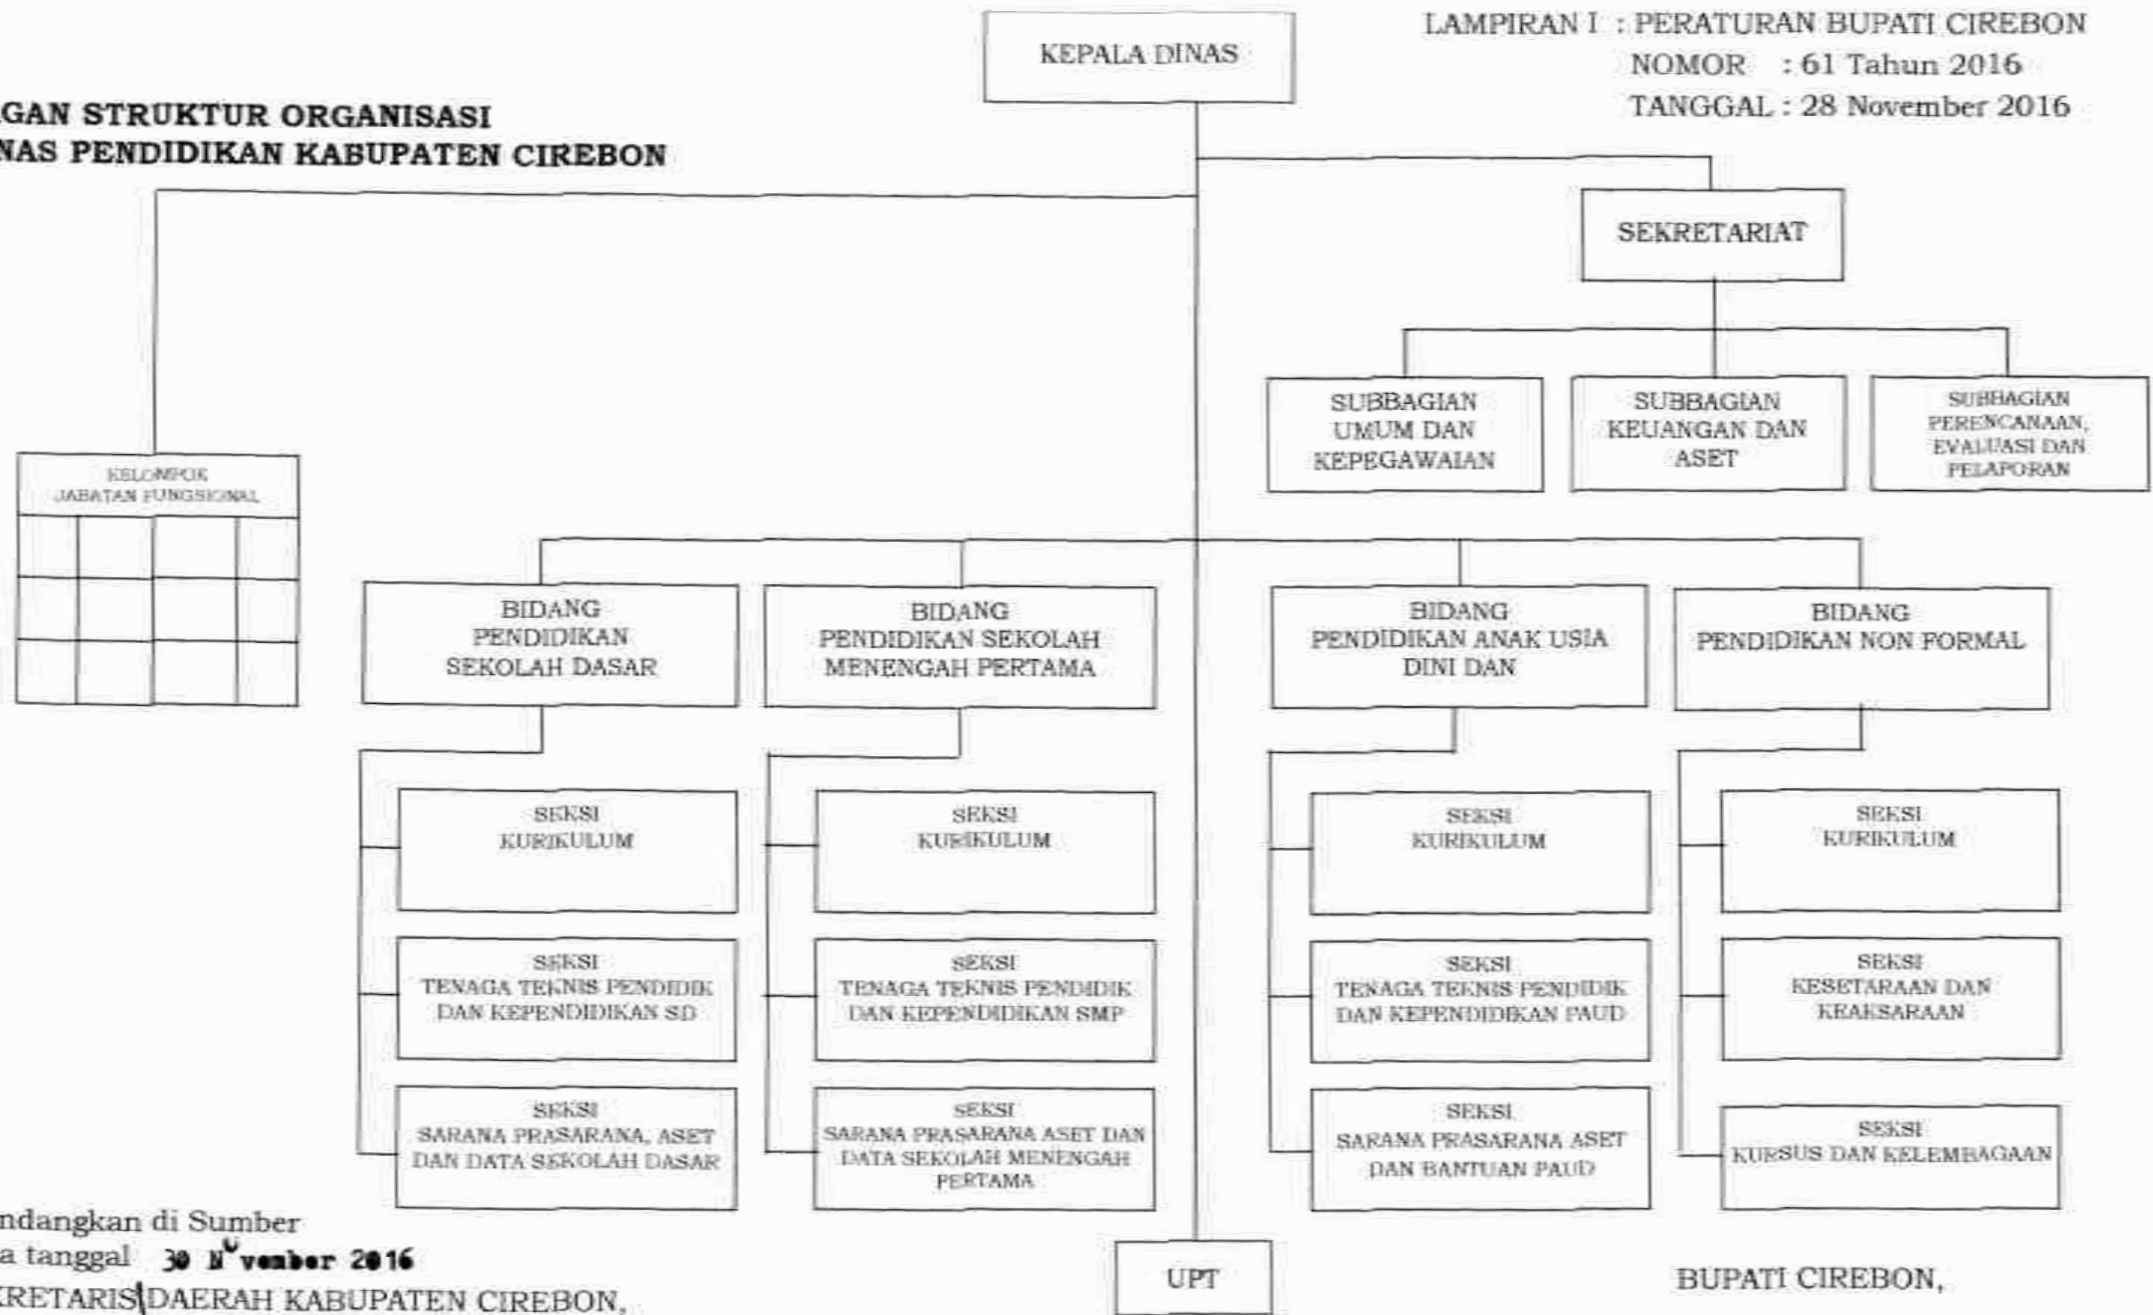 KEPALA DINAS
LAMPIRAN I : PERATURAN BUPATI CIREBON
NOMOR : 61 Tahun 2016
TANGGAL : 28 November 2016
GAN STRUKTUR ORGANISASI
NAS PENDIDIKAN KABUPATEN CIREBON
SEKRETARIAT
SUBBAGIAN
UMUM DAN
KEPEGAWAIAN
SUBBAGIAN
KEUANGAN DAN
ASET
SUBBAGIAN
PERENCANAAN,
EVALUASI DAN
PELAPORAN
KELOMPOK
JABATAN FUNGSIONAL
BIDANG
PENDIDIKAN
SEKOLAH DASAR
BIDANG
PENDIDIKAN SEKOLAH
MENENGAH PERTAMA
BIDANG
PENDIDIKAN ANAK USIA
DINI DAN
BIDANG
PENDIDIKAN NON FORMAL
SEKSI
KURIKULUM
SEKSI
KURIKULUM
SEKSI
KURIKULUM
SEKSI
KURIKULUM
SEKSI
TENAGA TEKNIS PENDIDIK
DAN KEPENDIDIKAN SD
SEKSI
TENAGA TEKNIS PENDIDIK
DAN KEPENDIDIKAN SMP
SEKSI
TENAGA TEKNIS PENDIDIK
DAN KEPENDIDIKAN PAUD
SEKSI
KESETARAAN DAN
KEAKSARAAN
SEKSI
SARANA PRASARANA, ASET
DAN DATA SEKOLAH DASAR
SEKSI
SARANA PRASARANA ASET DAN
DATA SEKOLAH MENENGAH
PERTAMA
SEKSI
SARANA PRASARANA ASET
DAN BANTUAN PAUD
SEKSI
KURSUS DAN KELEMBAGAAN
ndangkan di Sumber
a tanggal 30 November 2016
KRETARIS DAERAH KABUPATEN CIREBON,
UPT
BUPATI CIREBON,